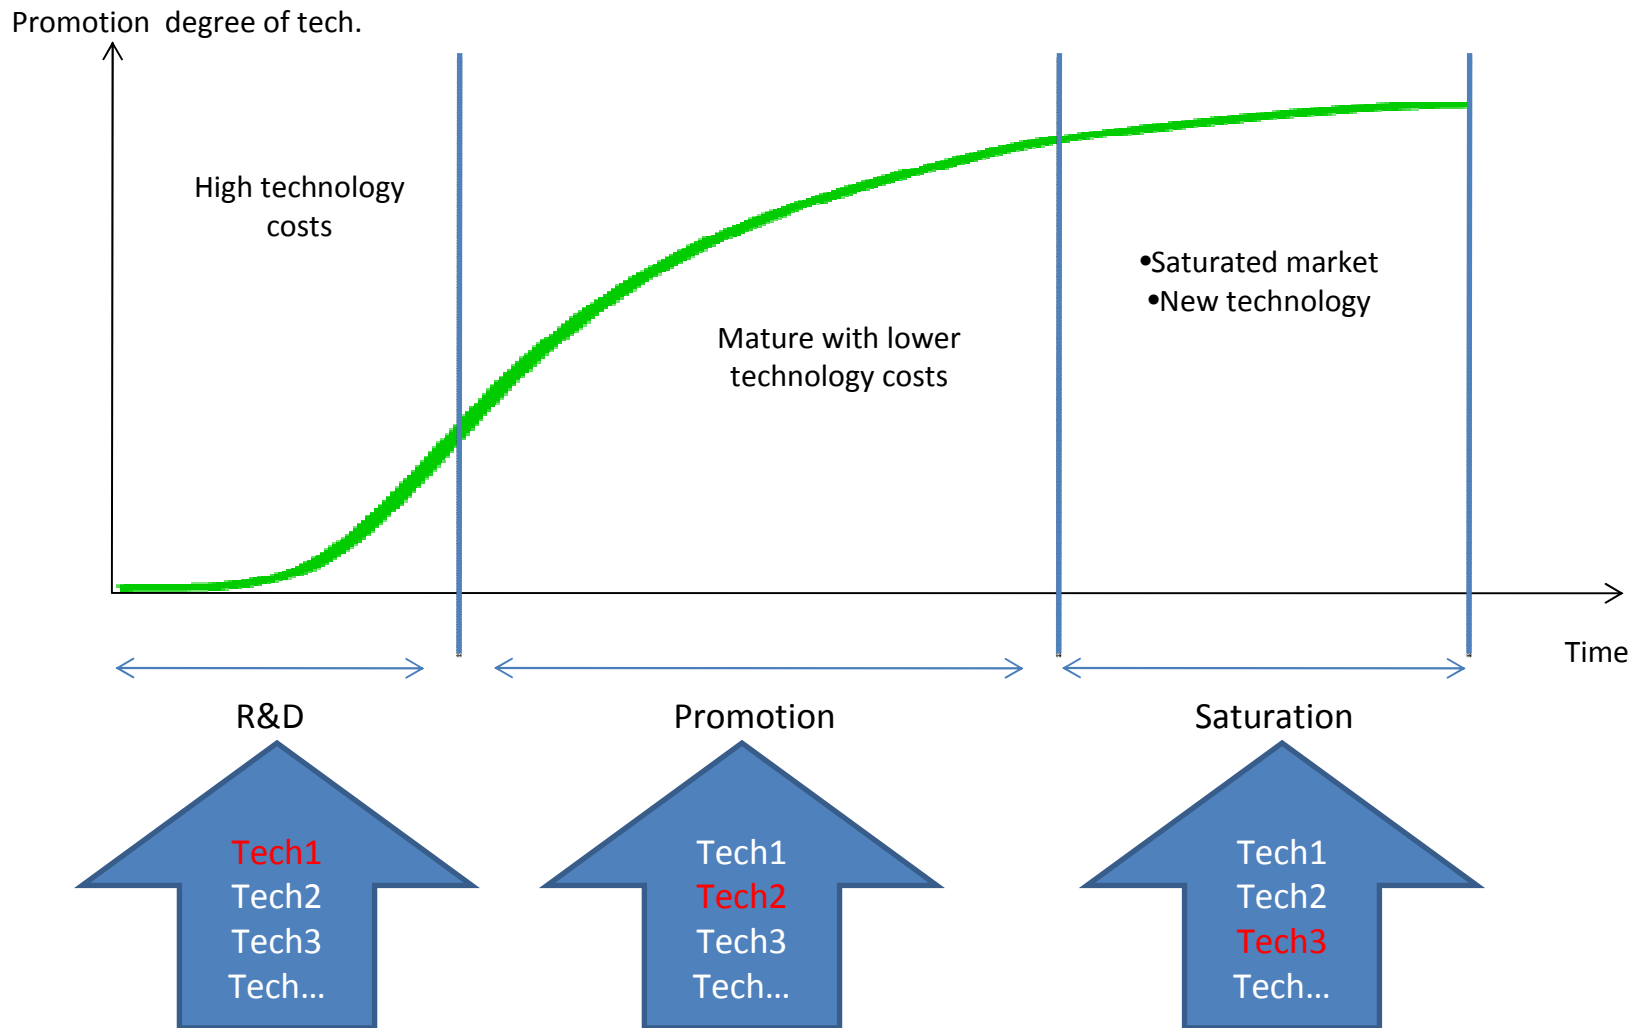 Promotion  degree of tech.
High technology
costs
Mature with lower
technology costs
•Saturated market
•New technology
Time
R&D
Promotion
Saturation
Tech1
Tech2
Tech3
Tech...
Tech1
Tech2
Tech3
Tech...
Tech1
Tech2
Tech3
Tech...